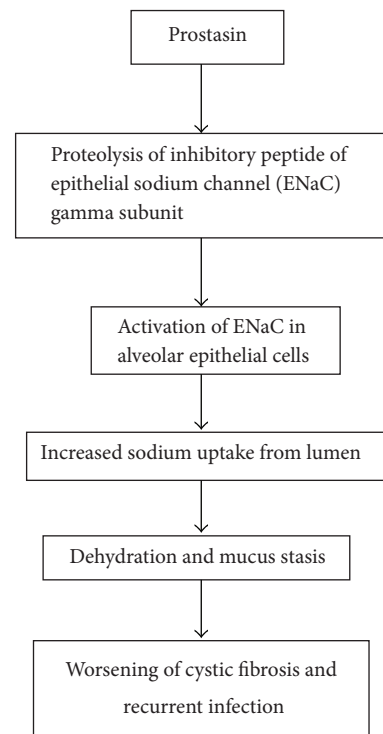 Prostasin
Proteolysis of inhibitory peptide of
epithelial sodium channel (ENaC)
gamma subunit
Activation of ENaC in
alveolar epithelial cells
Increased sodium uptake from lumen
Dehydration and mucus stasis
Worsening of cystic fibrosis and
recurrent infection